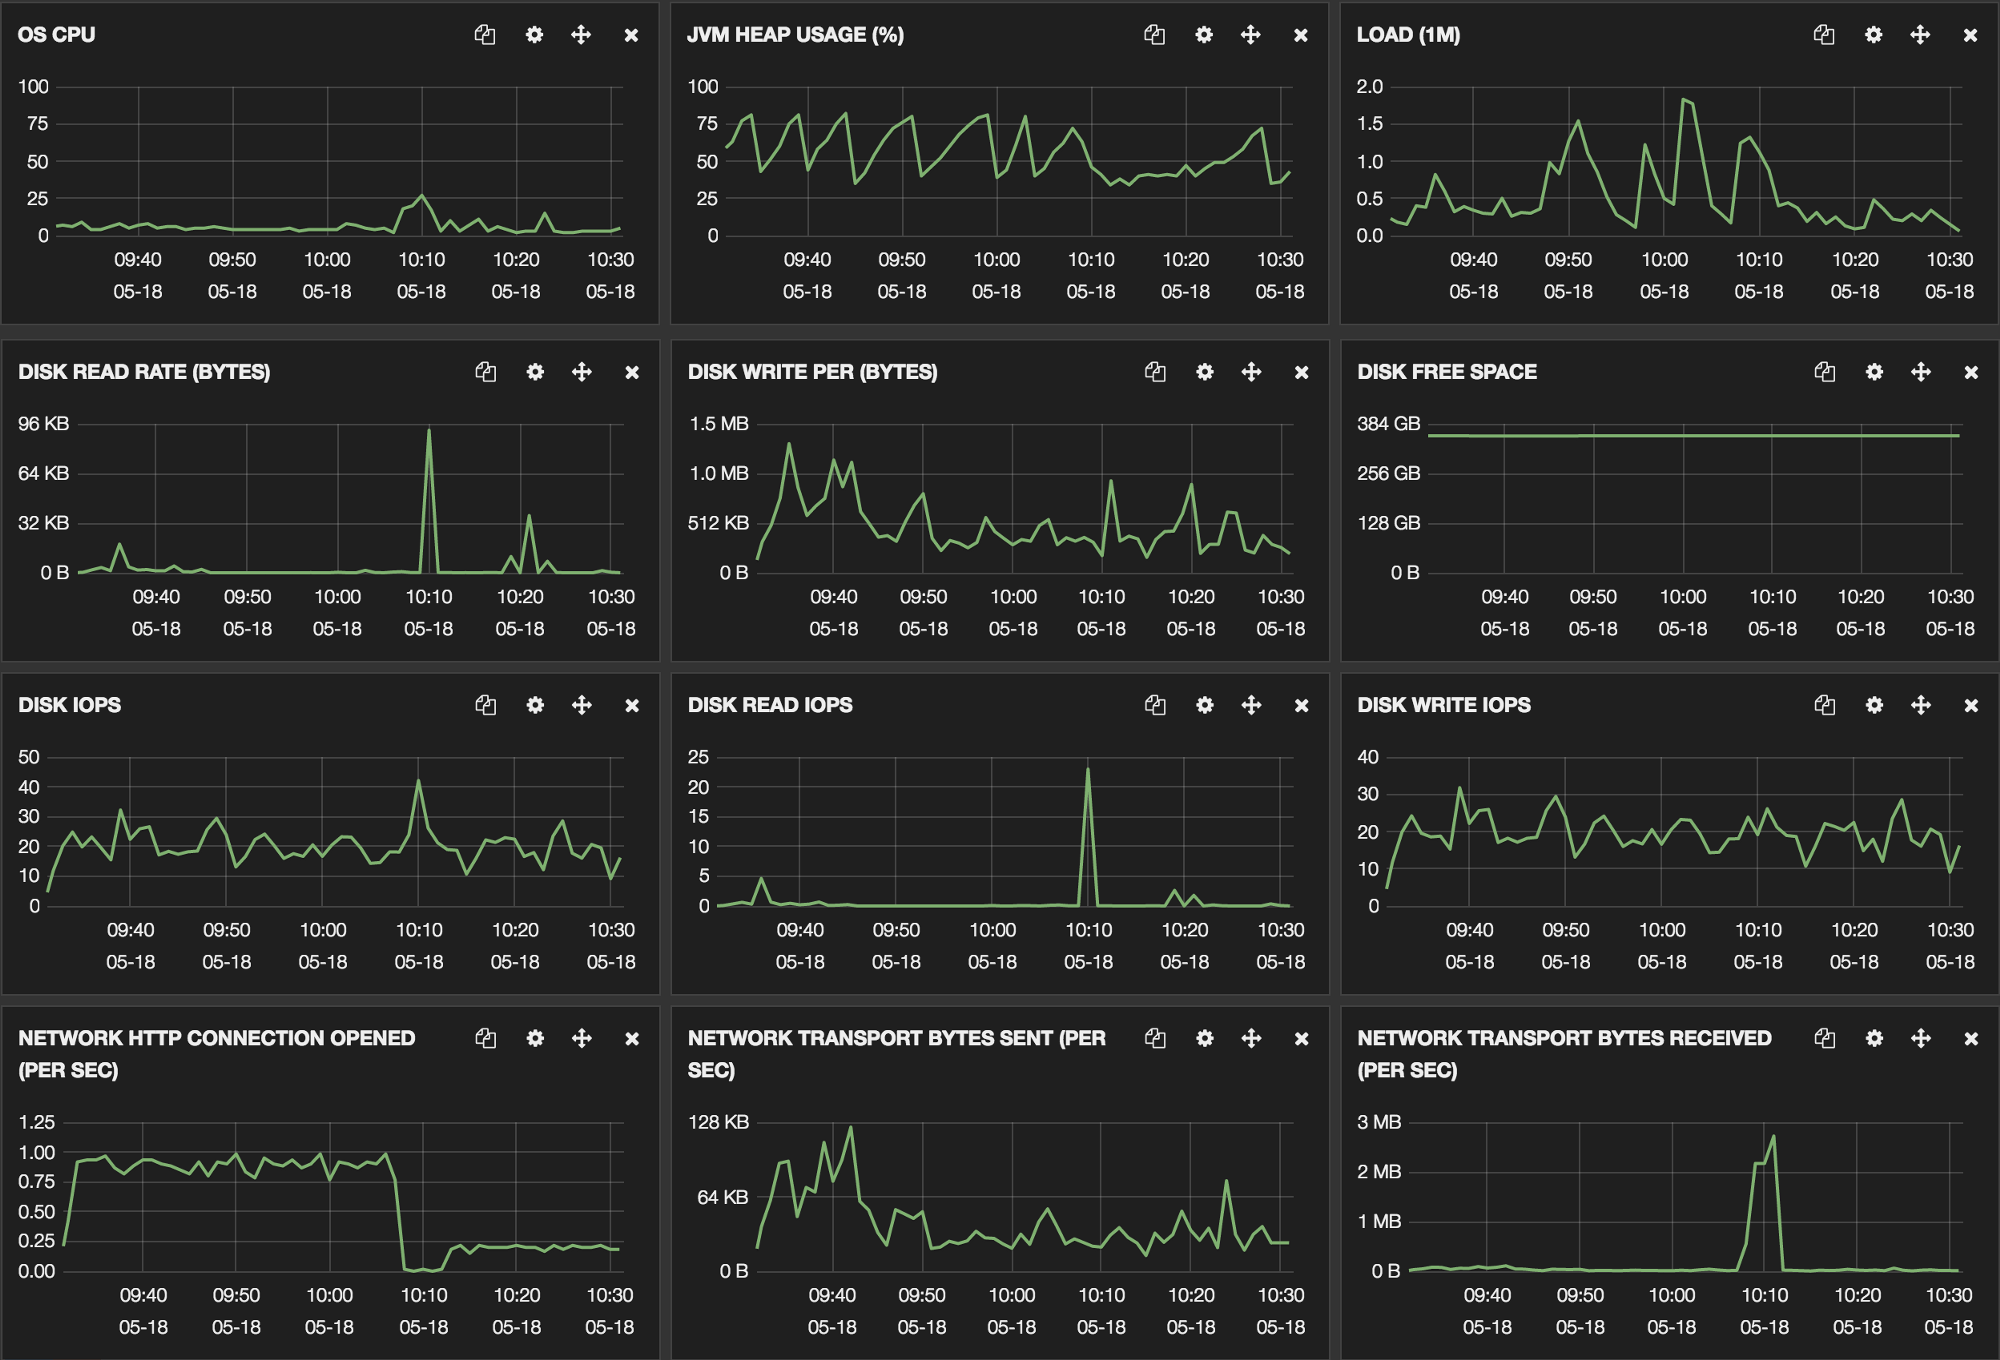 OS CPU
100
75
50
25
0
09:40 09:50 10:00 10:10 10:20 10:30
05-18 05-18 05-18 05-18 05-18 05-18
JVM HEAP USAGE (%)
100
75
50
25
0
09:40 09:50 10:00 10:10 10:20 10:30
05-18 05-18 05-18 05-18 05-18 05-18
LOAD (1M)
2.0
1.5
1.0
0.5
0.0
09:40 09:50 10:00 10:10 10:20 10:30
05-18 05-18 05-18 05-18 05-18 05-18
DISK READ RATE (BYTES)
96 KB
64 KB
32 KB
0 B
09:40 09:50 10:00 10:10 10:20 10:30
05-18 05-18 05-18 05-18 05-18 05-18
DISK WRITE PER (BYTES)
1.5 MB
1.0 MB
512 KB
0 B
09:40 09:50 10:00 10:10 10:20 10:30
05-18 05-18 05-18 05-18 05-18 05-18
DISK FREE SPACE
384 GB
256 GB
128 GB
0 B
09:40 09:50 10:00 10:10 10:20 10:30
05-18 05-18 05-18 05-18 05-18 05-18
DISK IOPS
50
40
30
20
10
0
09:40 09:50 10:00 10:10 10:20 10:30
05-18 05-18 05-18 05-18 05-18 05-18
DISK READ IOPS
25
20
15
10
5
0
09:40 09:50 10:00 10:10 10:20 10:30
05-18 05-18 05-18 05-18 05-18 05-18
DISK WRITE IOPS
40
30
20
10
0
09:40 09:50 10:00 10:10 10:20 10:30
05-18 05-18 05-18 05-18 05-18 05-18
NETWORK HTTP CONNECTION OPENED
(PER SEC)
1.25
1.00
0.75
0.50
0.25
0.00
09:40 09:50 10:00 10:10 10:20 10:30
05-18 05-18 05-18 05-18 05-18 05-18
NETWORK TRANSPORT BYTES SENT (PER
SEC)
128 KB
64 KB
0 B
09:40 09:50 10:00 10:10 10:20 10:30
05-18 05-18 05-18 05-18 05-18 05-18
NETWORK TRANSPORT BYTES RECEIVED
(PER SEC)
3 MB
2 MB
1 MB
0 B
09:40 09:50 10:00 10:10 10:20 10:30
05-18 05-18 05-18 05-18 05-18 05-18